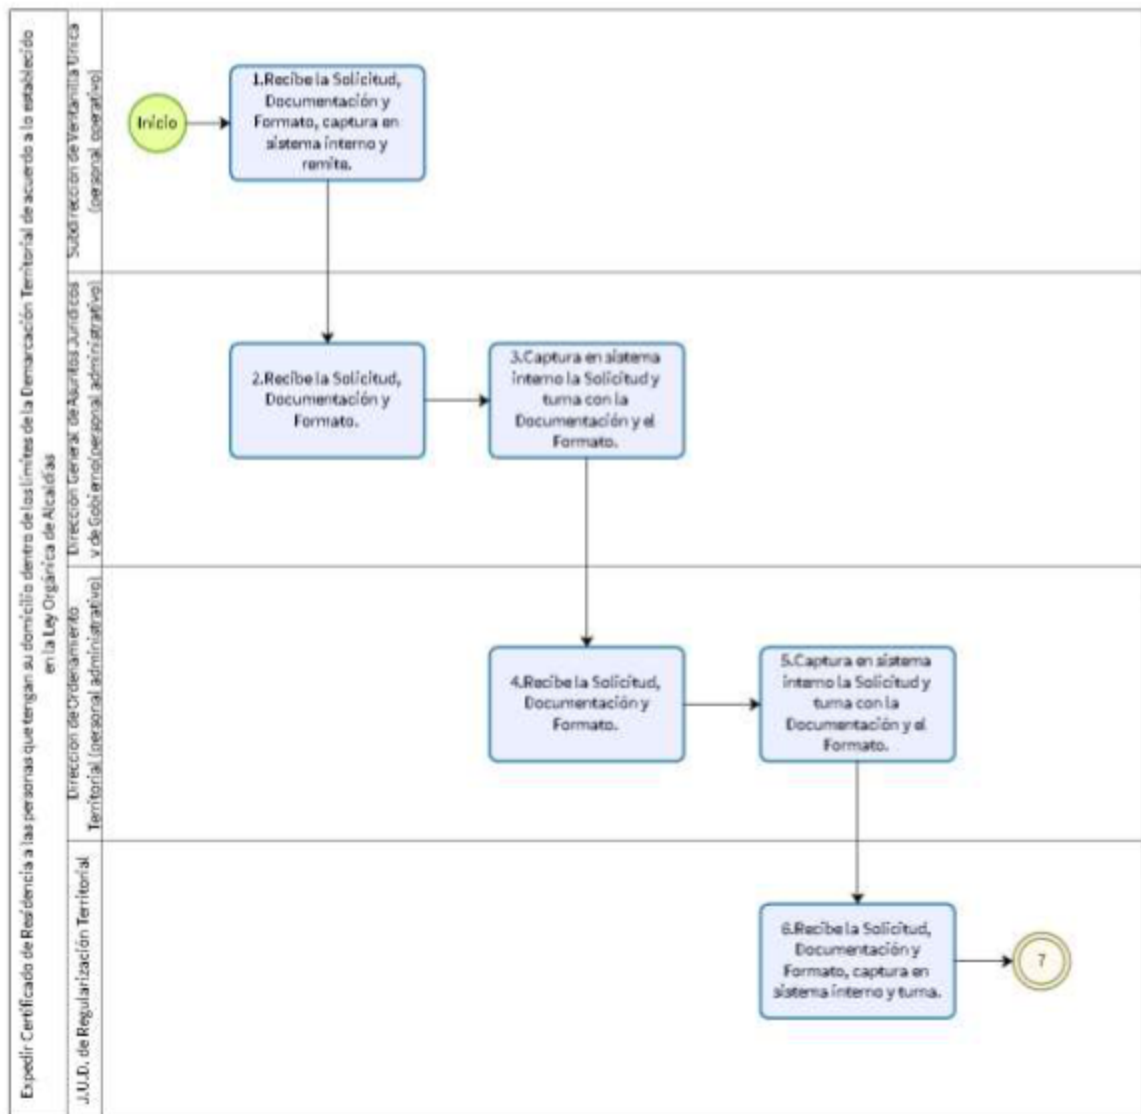 Expedir Certificado de Residencia a las personas que tengan su domicilio dentro de los límites de la Demarcación Territorial de acuerdo a lo establecido
en la Ley Orgánica de Alcaldías
Subdirección de Ventanilla Única
(personal operativo)
Inicio
1.Recibe la Solicitud,
Documentación y
Formato, captura en
sistema interno y
remite.
Dirección General de Asuntos Jurídicos
y de Gobierno(personal administrativo)
2.Recibe la Solicitud,
Documentación y
Formato.
3.Captura en sistema
interno la Solicitud y
turna con la
Documentación y el
Formato.
Dirección de Ordenamiento
Territorial (personal administrativo)
4.Recibe la Solicitud,
Documentación y
Formato.
5.Captura en sistema
interno la Solicitud y
turna con la
Documentación y el
Formato.
J.U.D. de Regularización Territorial
6.Recibe la Solicitud,
Documentación y
Formato, captura en
sistema interno y turna.
7